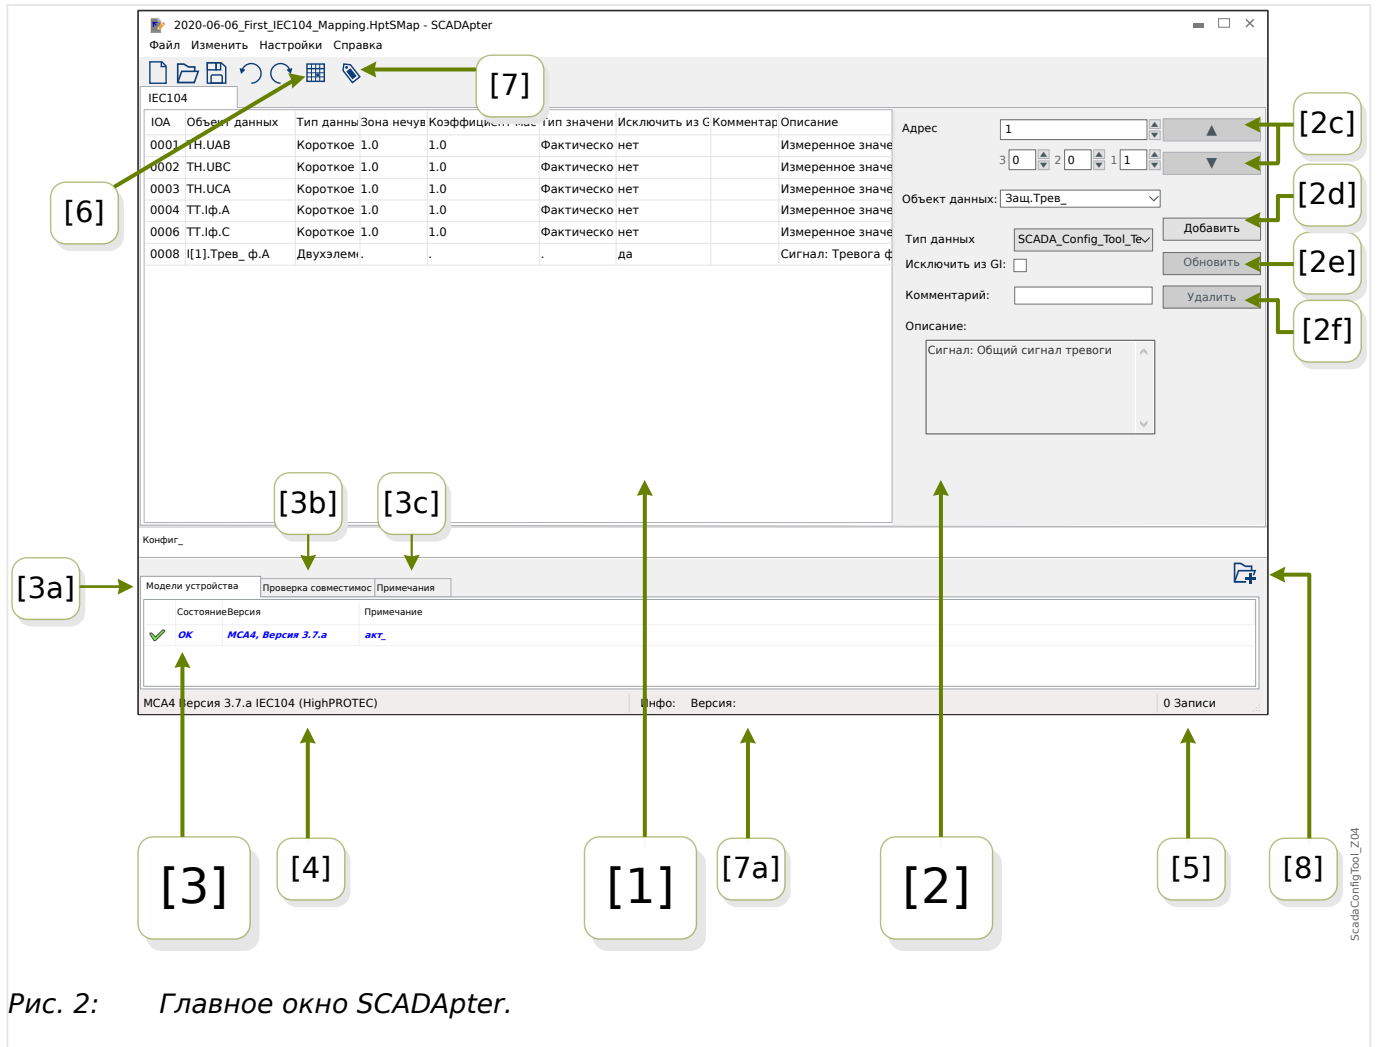 2020-06-06_First_IEC104_Mapping.HptSMap - SCADApter
Файл Изменить Настройки Справка
[7]
IEC104
IOA Объект данных Тип данны Зона нечув Коэффициент мас Тип значени Исключить из G Комментар Описание
0001 TH.UAB Короткое 1.0 1.0 Фактическо нет Измеренное значе
0002 TH.UBC Короткое 1.0 1.0 Фактическо нет Измеренное значе
0003 TH.UCA Короткое 1.0 1.0 Фактическо нет Измеренное значе
0004 ТТ.Iф.A Короткое 1.0 1.0 Фактическо нет Измеренное значе
0006 ТТ.Iф.C Короткое 1.0 1.0 Фактическо нет Измеренное значе
0008 I[1].Трев_ ф.A Двухэлем . . . да Сигнал: Тревога ф
[6]
Адрес 1 ▲
3 0 2 0 1 1 ▼
[2c]
Объект данных: Защ.Трев_
[2d]
Добавить
Тип данных SCADA_Config_Tool_Te
Исключить из GI:
Обновить
[2e]
Комментарий:
Удалить
[2f]
Описание:
Сигнал: Общий сигнал тревоги
[3b] [3c]
Конфиг_
[3a]
Модели устройства Проверка совместимос Примечания
Состояние Версия Примечание
OK MCA4, Версия 3.7.a акт_
MCA4 Версия 3.7.a IEC104 (HighPROTEC) Инфо: Версия: 0 Записи
[3] [4] [1] [7a] [2] [5] [8]
ScadaConfigTool_Z04
Рис. 2: Главное окно SCADApter.